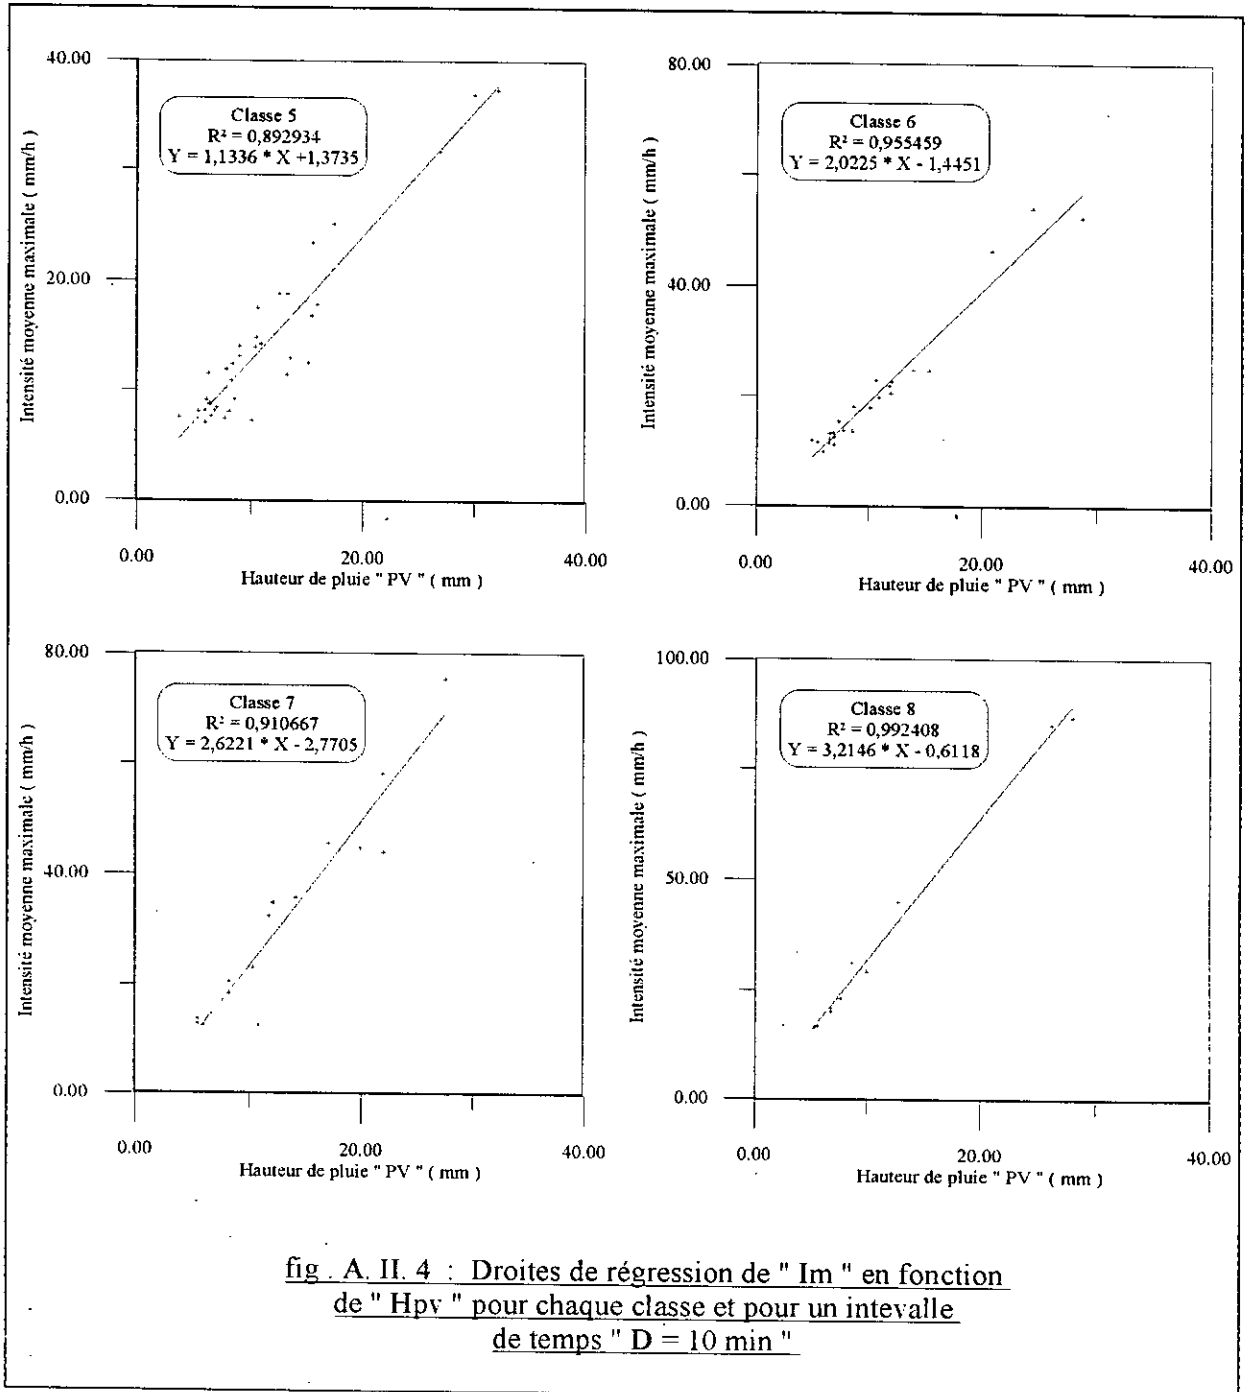 40.00
Classe 5
R² = 0,892934
Y = 1,1336 * X +1,3735
20.00
0.00
Intensité moyenne maximale ( mm/h )
0.00 20.00 40.00
Hauteur de pluie " PV " ( mm )
80.00
Classe 6
R² = 0,955459
Y = 2,0225 * X - 1,4451
40.00
0.00
Intensité moyenne maximale ( mm/h )
0.00 20.00 40.00
Hauteur de pluie " PV " ( mm )
80.00
Classe 7
R² = 0,910667
Y = 2,6221 * X - 2,7705
40.00
0.00
Intensité moyenne maximale ( mm/h )
0.00 20.00 40.00
Hauteur de pluie " PV " ( mm )
100.00
Classe 8
R² = 0,992408
Y = 3,2146 * X -0,6118
50.00
0.00
Intensité moyenne maximale ( mm/h )
0.00 20.00 40.00
Hauteur de pluie " PV " ( mm )
fig . A. II. 4 : Droites de régression de " Im " en fonction
de " Hpv " pour chaque classe et pour un intevalle
de temps " D = 10 min "